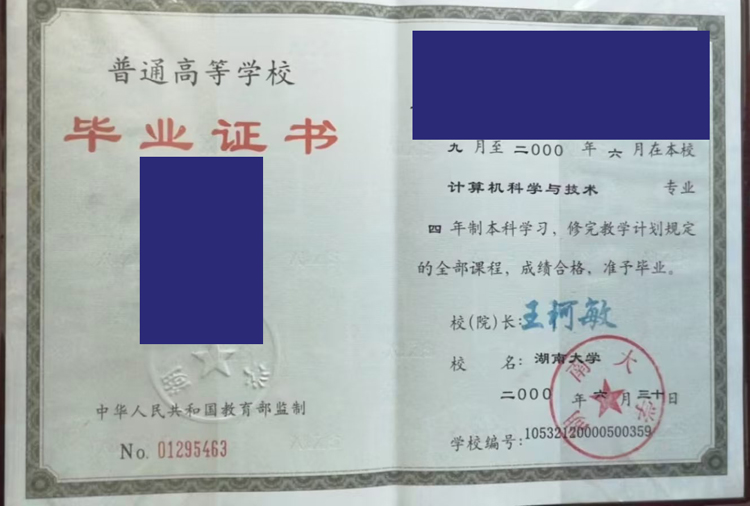 普通高等学校
毕业证书
中华人民共和国教育部监制
No. 01295463
九 月至 二000 年 六 月在本校
计算机科学与技术 专业
四 年制本科学习，修完教学计划规定
的全部课程，成绩合格，准予毕业。
校(院)长：王柯敏
校 名：湖南大学
二000 年 六 月 三十 日
学校编号：10532120000500359
湖南大学